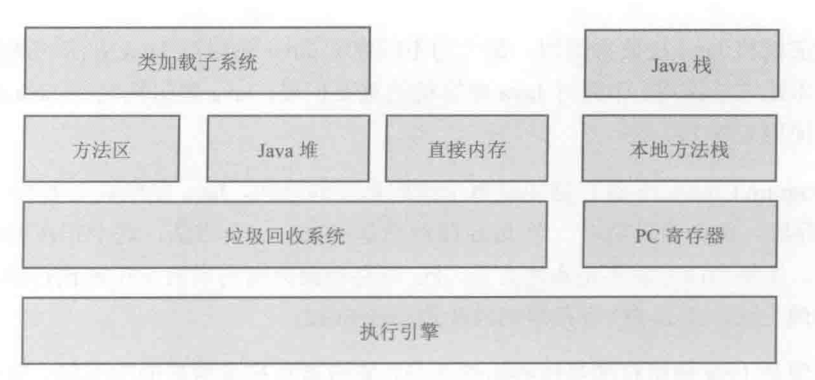 类加载子系统
Java 栈
方法区
Java 堆
直接内存
本地方法栈
垃圾回收系统
PC 寄存器
执行引擎